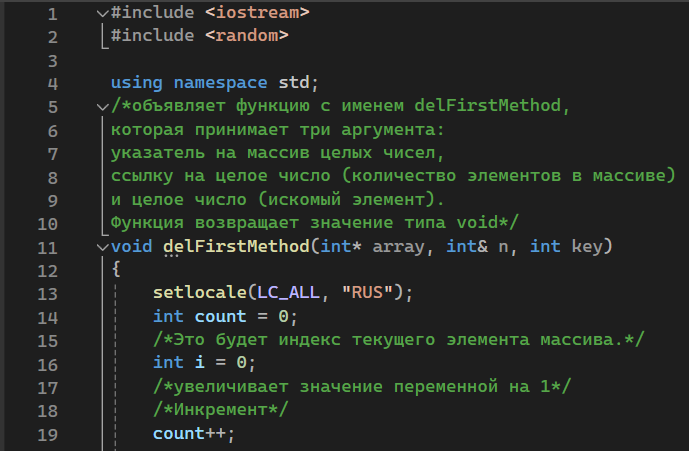 1 #include <iostream>
2 #include <random>
3
4 using namespace std;
5 /*объявляет функцию с именем delFirstMethod,
6 которая принимает три аргумента:
7 указатель на массив целых чисел,
8 ссылку на целое число (количество элементов в массиве)
9 и целое число (искомый элемент).
10 Функция возвращает значение типа void*/
11 void delFirstMethod(int* array, int& n, int key)
12 {
13 setlocale(LC_ALL, "RUS");
14 int count = 0;
15 /*Это будет индекс текущего элемента массива.*/
16 int i = 0;
17 /*увеличивает значение переменной на 1*/
18 /*Инкремент*/
19 count++;